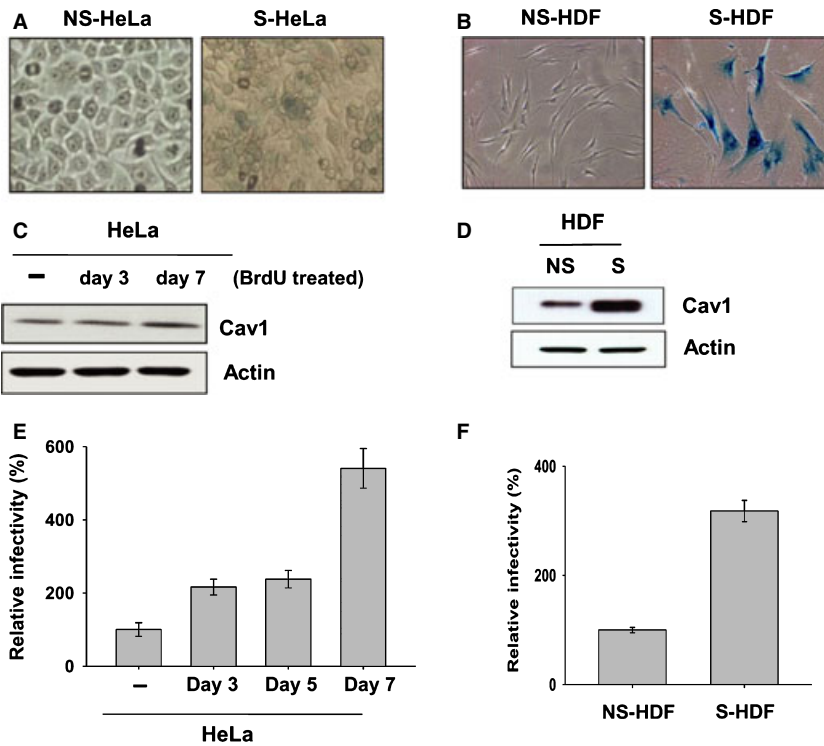 A
NS-HeLa
S-HeLa
B
NS-HDF
S-HDF
C
HeLa
– day 3 day 7 (BrdU treated)
Cav1
Actin
D
HDF
NS S
Cav1
Actin
E
Relative infectivity (%)
600
400
200
0
– Day 3 Day 5 Day 7
HeLa
F
Relative infectivity (%)
400
200
0
NS-HDF S-HDF